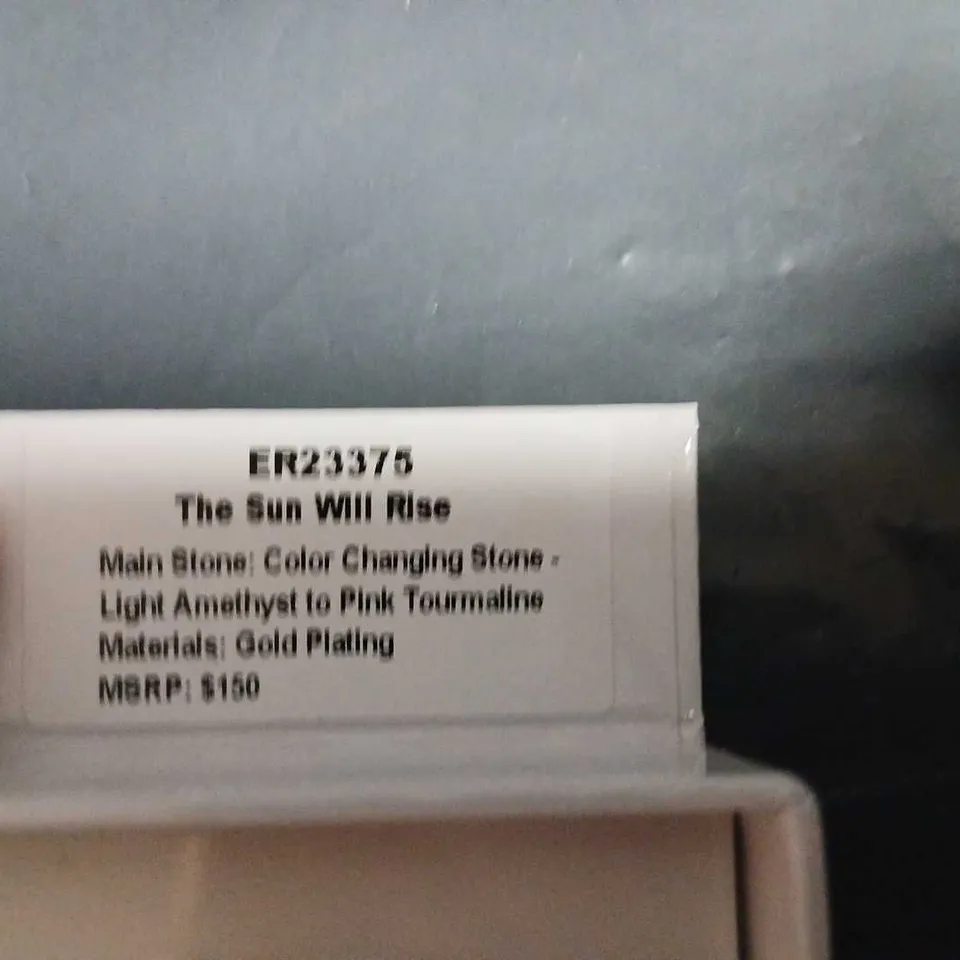 ER23375
The Sun Will Rise
Main Stone: Color Changing Stone -
Light Amethyst to Pink Tourmaline
Materials: Gold Plating
MSRP: $150